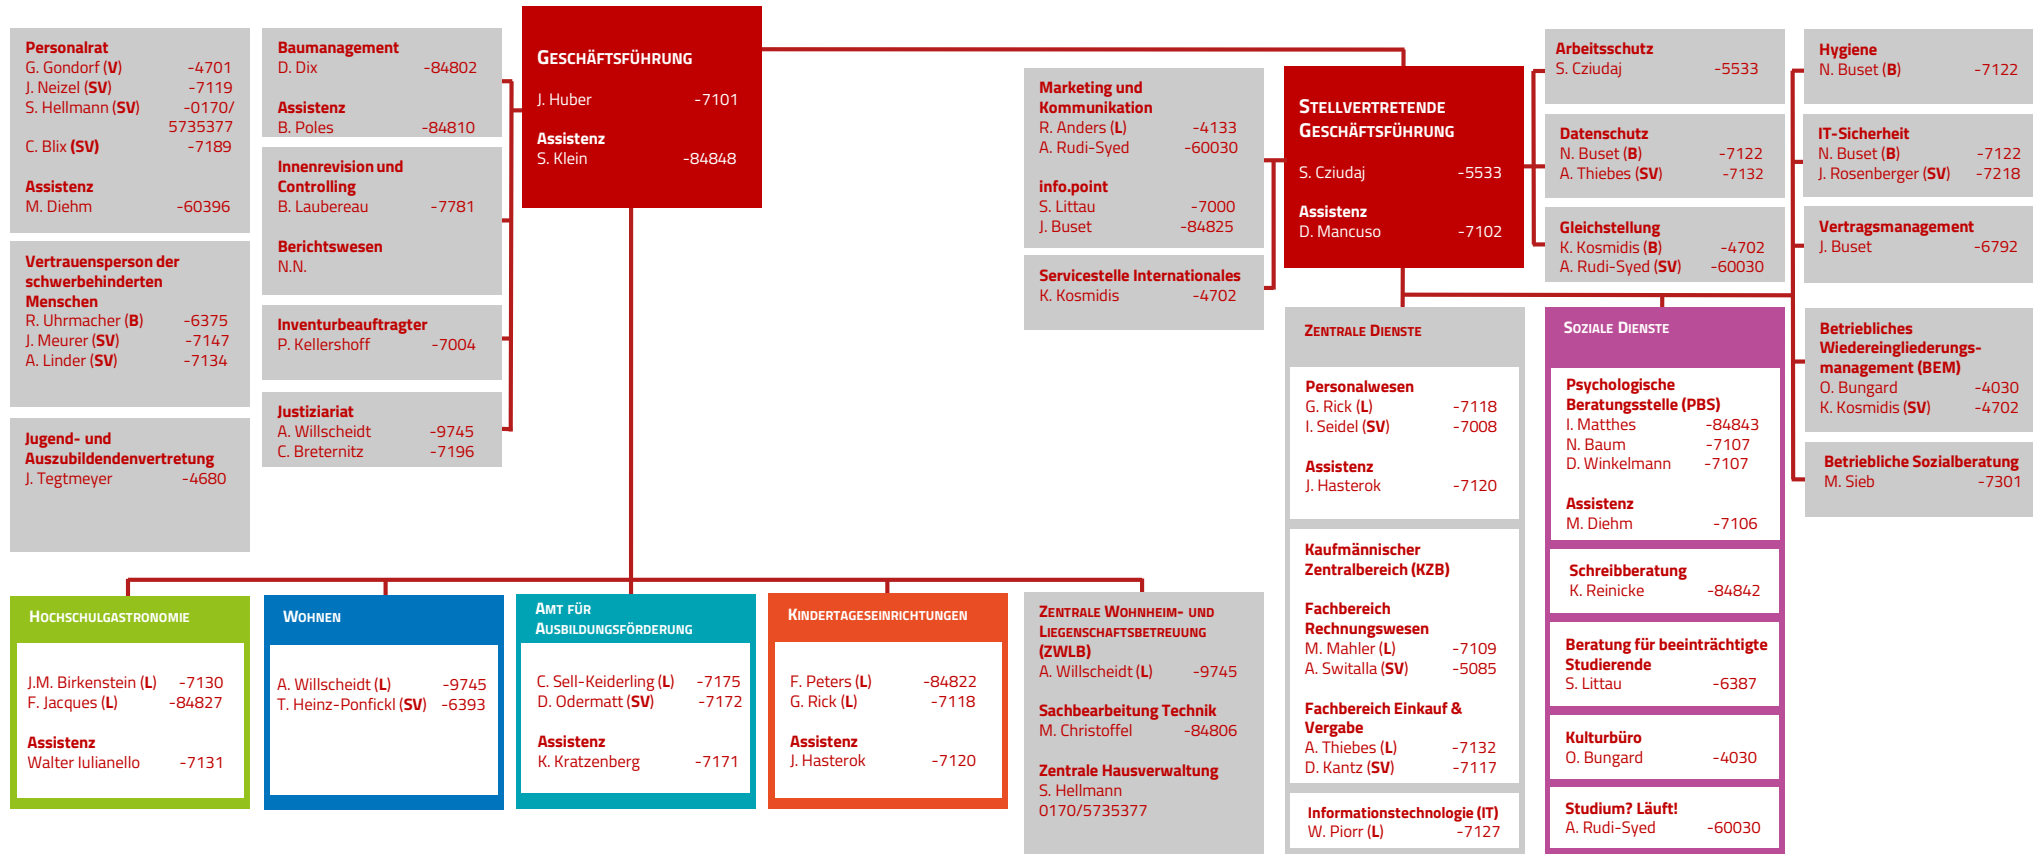 Personalrat
G. Gondorf (V) -4701
J. Neizel (SV) -7119
S. Hellmann (SV) -0170/
5735377
C. Blix (SV) -7189
Assistenz
M. Diehm -60396
Vertrauensperson der
schwerbehinderten
Menschen
R. Uhrmacher (B) -6375
J. Meurer (SV) -7147
A. Linder (SV) -7134
Jugend- und
Auszubildendenvertretung
J. Tegtmeyer -4680
Baumanagement
D. Dix -84802
Assistenz
B. Poles -84810
Innenrevision und
Controlling
B. Laubereau -7781
Berichtswesen
N.N.
Inventurbeauftragter
P. Kellershoff -7004
Justiziariat
A. Willscheidt -9745
C. Breternitz -7196
GESCHÄFTSFÜHRUNG
J. Huber -7101
Assistenz
S. Klein -84848
Marketing und
Kommunikation
R. Anders (L) -4133
A. Rudi-Syed -60030
info.point
S. Littau -7000
J. Buset -84825
Servicestelle Internationales
K. Kosmidis -4702
STELLVERTRETENDE
GESCHÄFTSFÜHRUNG
S. Cziudaj -5533
Assistenz
D. Mancuso -7102
Arbeitsschutz
S. Cziudaj -5533
Datenschutz
N. Buset (B) -7122
A. Thiebes (SV) -7132
Gleichstellung
K. Kosmidis (B) -4702
A. Rudi-Syed (SV) -60030
Hygiene
N. Buset (B) -7122
IT-Sicherheit
N. Buset (B) -7122
J. Rosenberger (SV) -7218
Vertragsmanagement
J. Buset -6792
Betriebliches
Wiedereingliederungs-
management (BEM)
O. Bungard -4030
K. Kosmidis (SV) -4702
Betriebliche Sozialberatung
M. Sieb -7301
HOCHSCHULGASTRONOMIE
J.M. Birkenstein (L) -7130
F. Jacques (L) -84827
Assistenz
Walter Iulianello -7131
WOHNEN
A. Willscheidt (L) -9745
T. Heinz-Ponfickl (SV) -6393
AMT FÜR
AUSBILDUNGSFÖRDERUNG
C. Sell-Keiderling (L) -7175
D. Odermatt (SV) -7172
Assistenz
K. Kratzenberg -7171
KINDERTAGESEINRICHTUNGEN
F. Peters (L) -84822
G. Rick (L) -7118
Assistenz
J. Hasterok -7120
ZENTRALE WOHNHEIM- UND
LIEGENSCHAFTSBETREUUNG
(ZWLB)
A. Willscheidt (L) -9745
Sachbearbeitung Technik
M. Christoffel -84806
Zentrale Hausverwaltung
S. Hellmann
0170/5735377
ZENTRALE DIENSTE
Personalwesen
G. Rick (L) -7118
I. Seidel (SV) -7008
Assistenz
J. Hasterok -7120
Kaufmännischer
Zentralbereich (KZB)
Fachbereich
Rechnungswesen
M. Mahler (L) -7109
A. Switalla (SV) -5085
Fachbereich Einkauf &
Vergabe
A. Thiebes (L) -7132
D. Kantz (SV) -7117
Informationstechnologie (IT)
W. Piorr (L) -7127
SOZIALE DIENSTE
Psychologische
Beratungsstelle (PBS)
I. Matthes -84843
N. Baum -7107
D. Winkelmann -7107
Assistenz
M. Diehm -7106
Schreibberatung
K. Reinicke -84842
Beratung für beeinträchtigte
Studierende
S. Littau -6387
Kulturbüro
O. Bungard -4030
Studium? Läuft!
A. Rudi-Syed -60030